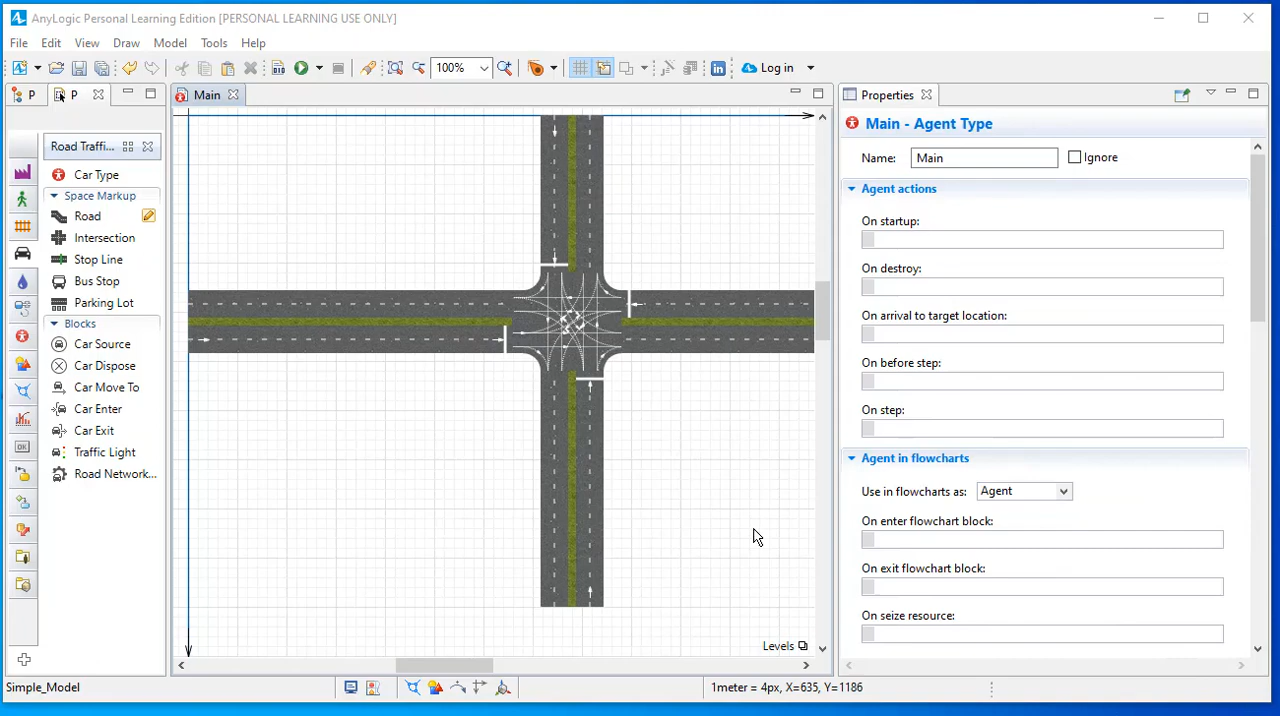 AnyLogic Personal Learning Edition [PERSONAL LEARNING USE ONLY]
File Edit View Draw Model Tools Help
100% Log in
P P Main Properties
Road Traffi... Main - Agent Type
Name: Main Ignore
Car Type
Space Markup
Road
Intersection
Stop Line
Bus Stop
Parking Lot
Blocks
Car Source
Car Dispose
Car Move To
Car Enter
Car Exit
Traffic Light
Road Network...
Agent actions
On startup:
On destroy:
On arrival to target location:
On before step:
On step:
Agent in flowcharts
Use in flowcharts as: Agent
On enter flowchart block:
On exit flowchart block:
On seize resource:
Levels
Simple_Model
1meter = 4px, X=635, Y=1186